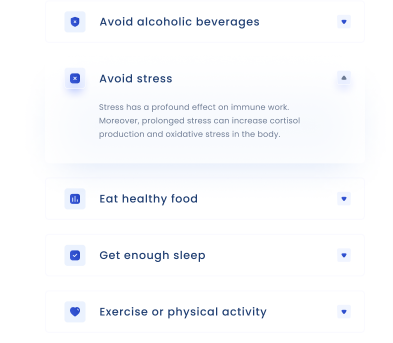 Avoid alcoholic beverages
Avoid stress
Stress has a profound effect on immune work.
Moreover, prolonged stress can increase cortisol
production and oxidative stress in the body.
Eat healthy food
Get enough sleep
Exercise or physical activity